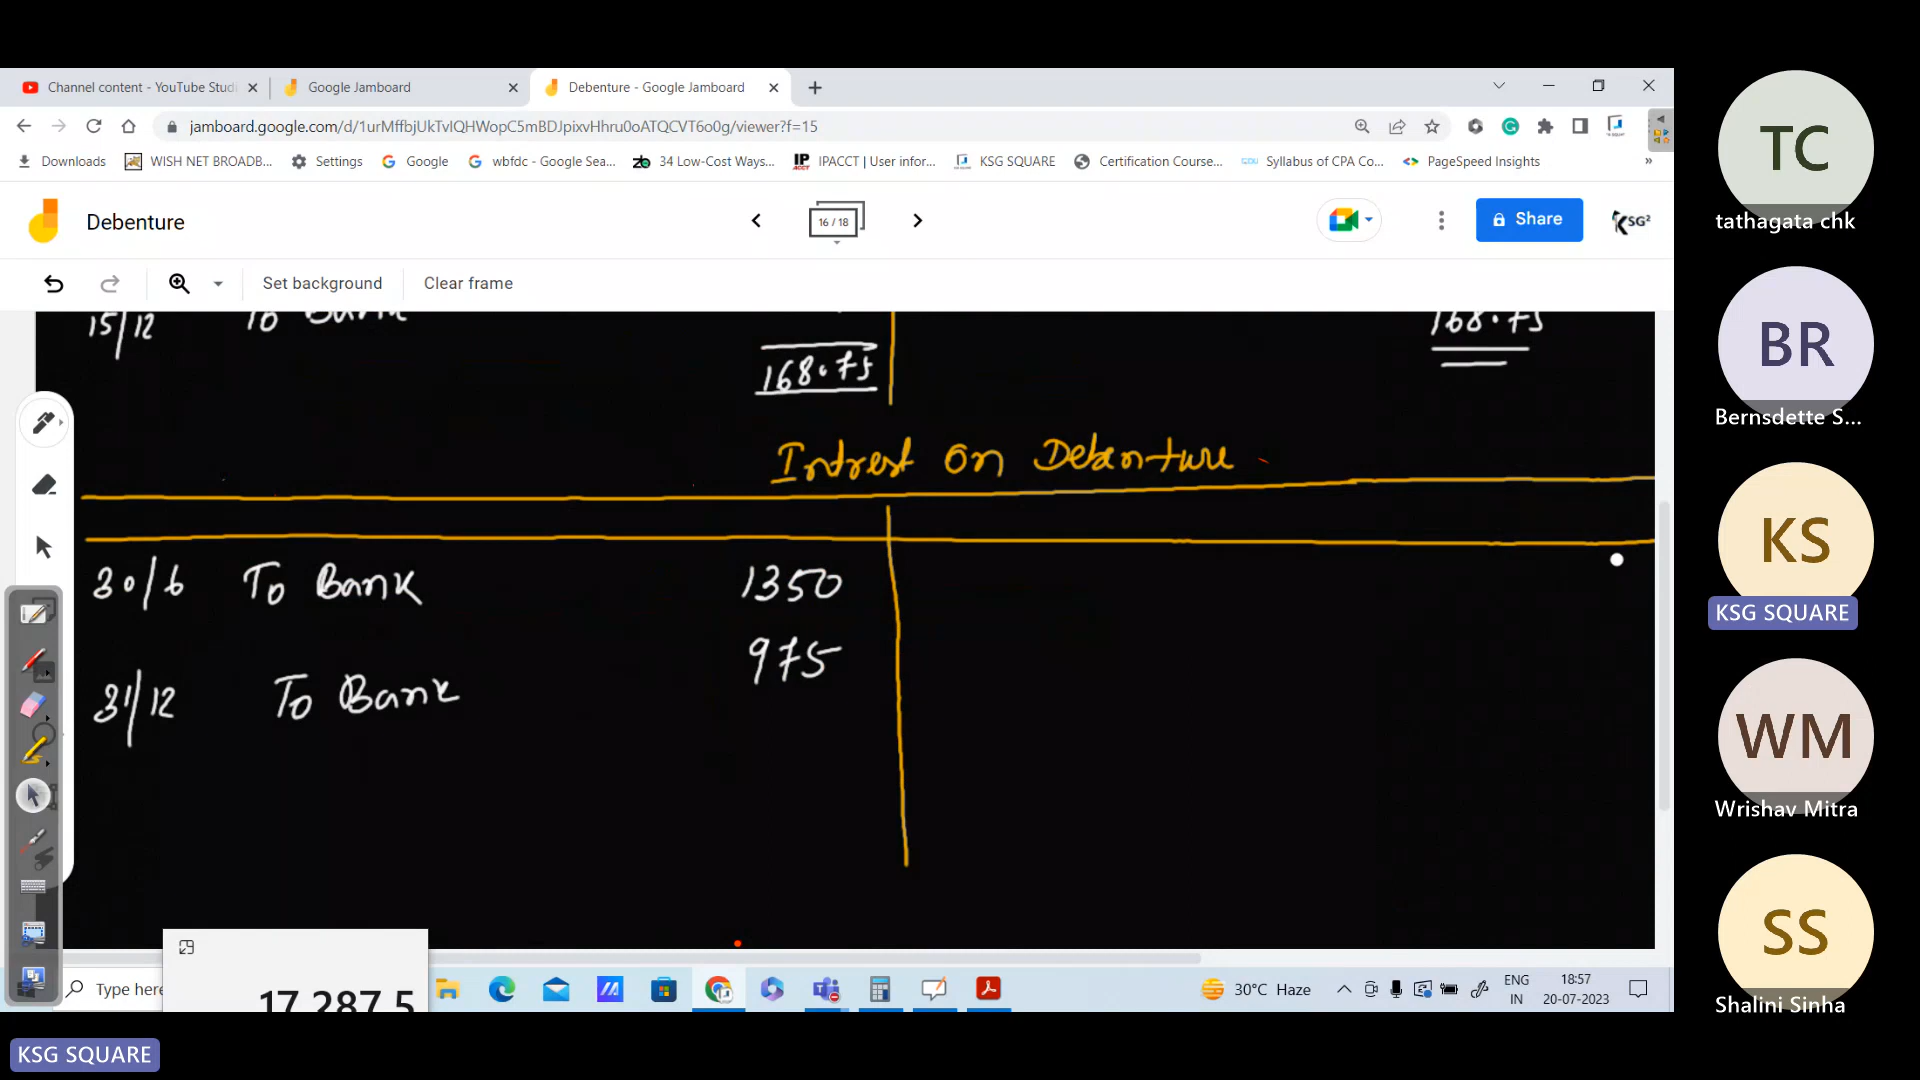 Channel content - YouTube Studi
Google Jamboard
Debenture - Google Jamboard
jamboard.google.com/d/1urMffbjUkTvIQHWopC5mBDJpixvHhru0oATQCVT6o0g/viewer?f=15
Downloads WISH NET BROADB... Settings Google wbfdc - Google Sea... 34 Low-Cost Ways... IPACCT | User infor... KSG SQUARE Certification Course... Syllabus of CPA Co... PageSpeed Insights »
Debenture
16 / 18
Share
KSG²
Set background Clear frame
15/12 To Bank 168.75
168.75
Intrest On Debenture
30/6 To Bank 1350
975
31/12 To Bank
17,287.5
Type here
30°C Haze
ENG
IN
18:57
20-07-2023
KSG SQUARE
TC
tathagata chk
BR
Bernsdette S...
KS
KSG SQUARE
WM
Wrishav Mitra
SS
Shalini Sinha